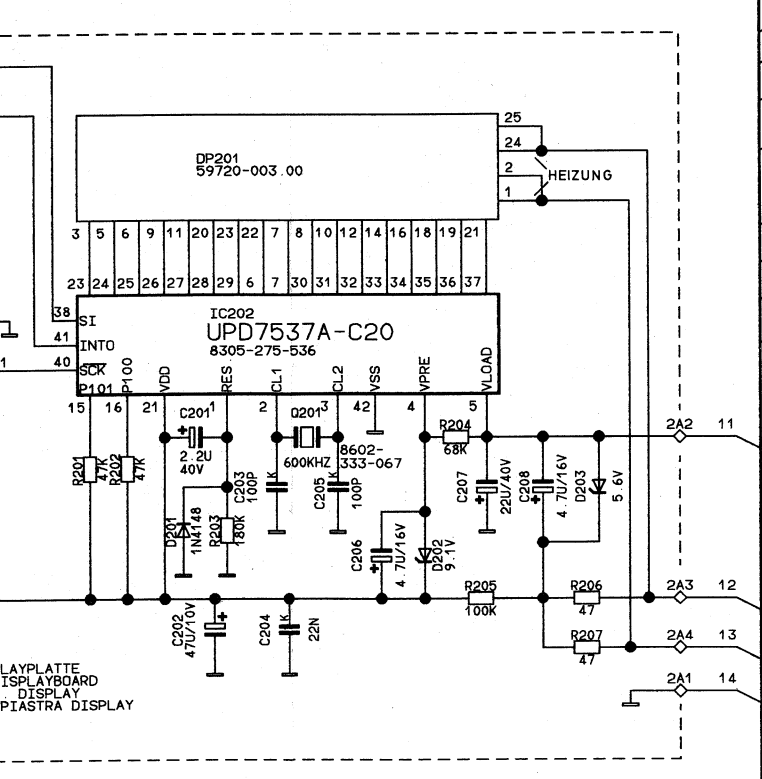 25
24
2
1
HEIZUNG
DP201
59720-003.00
3 5 6 9 11 20 23 22 7 8 10 12 14 16 18 19 21
23 24 25 26 27 28 29 6 7 30 31 32 33 34 35 36 37
38 SI
41 INTO
40 SCK
1
IC202
UPD7537A-C20
8305-275-536
P101 P100 VDD RES CL1 CL2 VSS VPRE VLOAD
15 16 21 1 2 3 42 4 5
C201
2.2U
40V
Q201
600KHZ
8602-
333-067
R204
68K
2A2 11
R201 47K
R202 47K
C203 100P
K
C205 100P
K
C207 22U/40V
C208 4.7U/16V
D203 5.6V
D201 1N4148
R203 180K
C206 4.7U/16V
D202 9.1V
R205
100K
R206
47
2A3 12
C202 47U/10V
C204 22N
K
R207
47
2A4 13
2A1 14
LAYPLATTE
ISPLAYBOARD
DISPLAY
PIASTRA DISPLAY